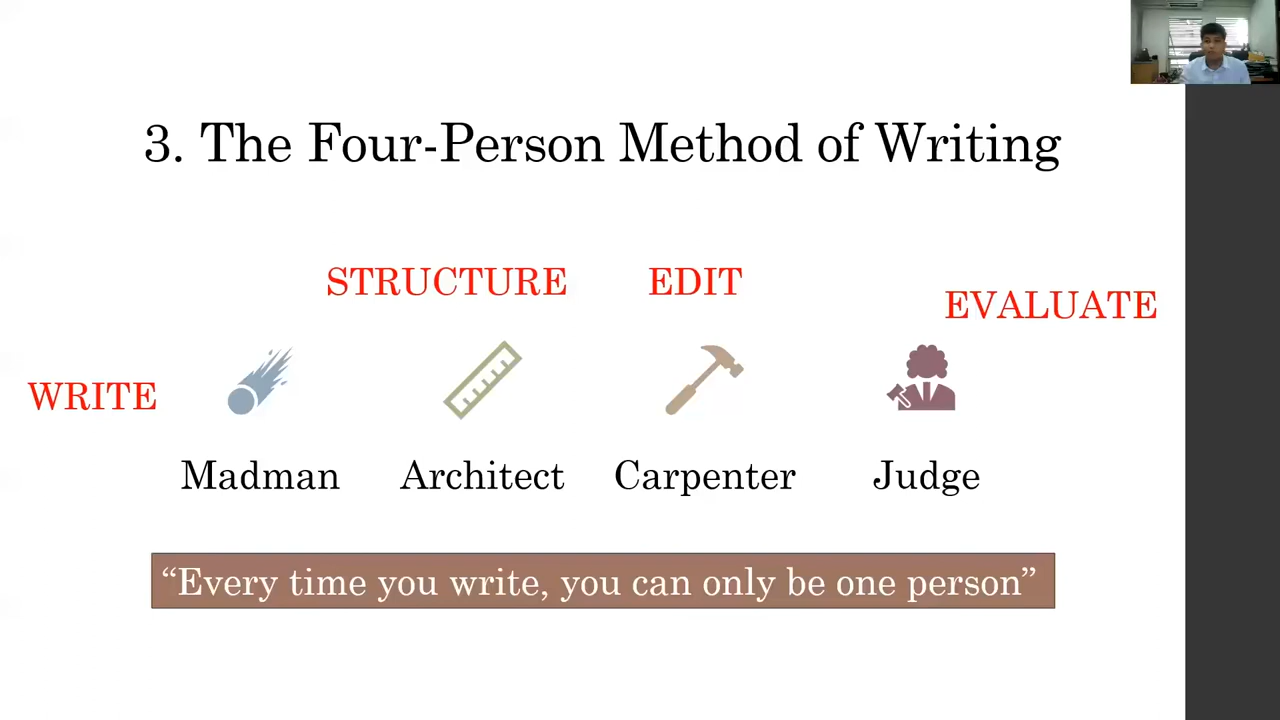 3. The Four-Person Method of Writing
STRUCTURE
EDIT
EVALUATE
WRITE
Madman
Architect
Carpenter
Judge
“Every time you write, you can only be one person”